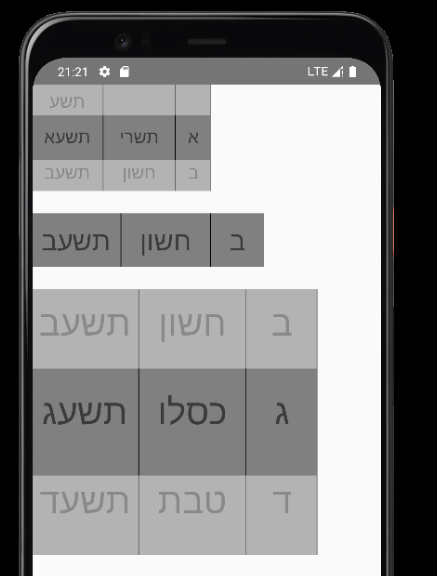 21:21 LTE
תשע
א תשרי תשעא
ב חשון תשעב
ב חשון תשעב
ב חשון תשעב
ג כסלו תשעג
ד טבת תשעד